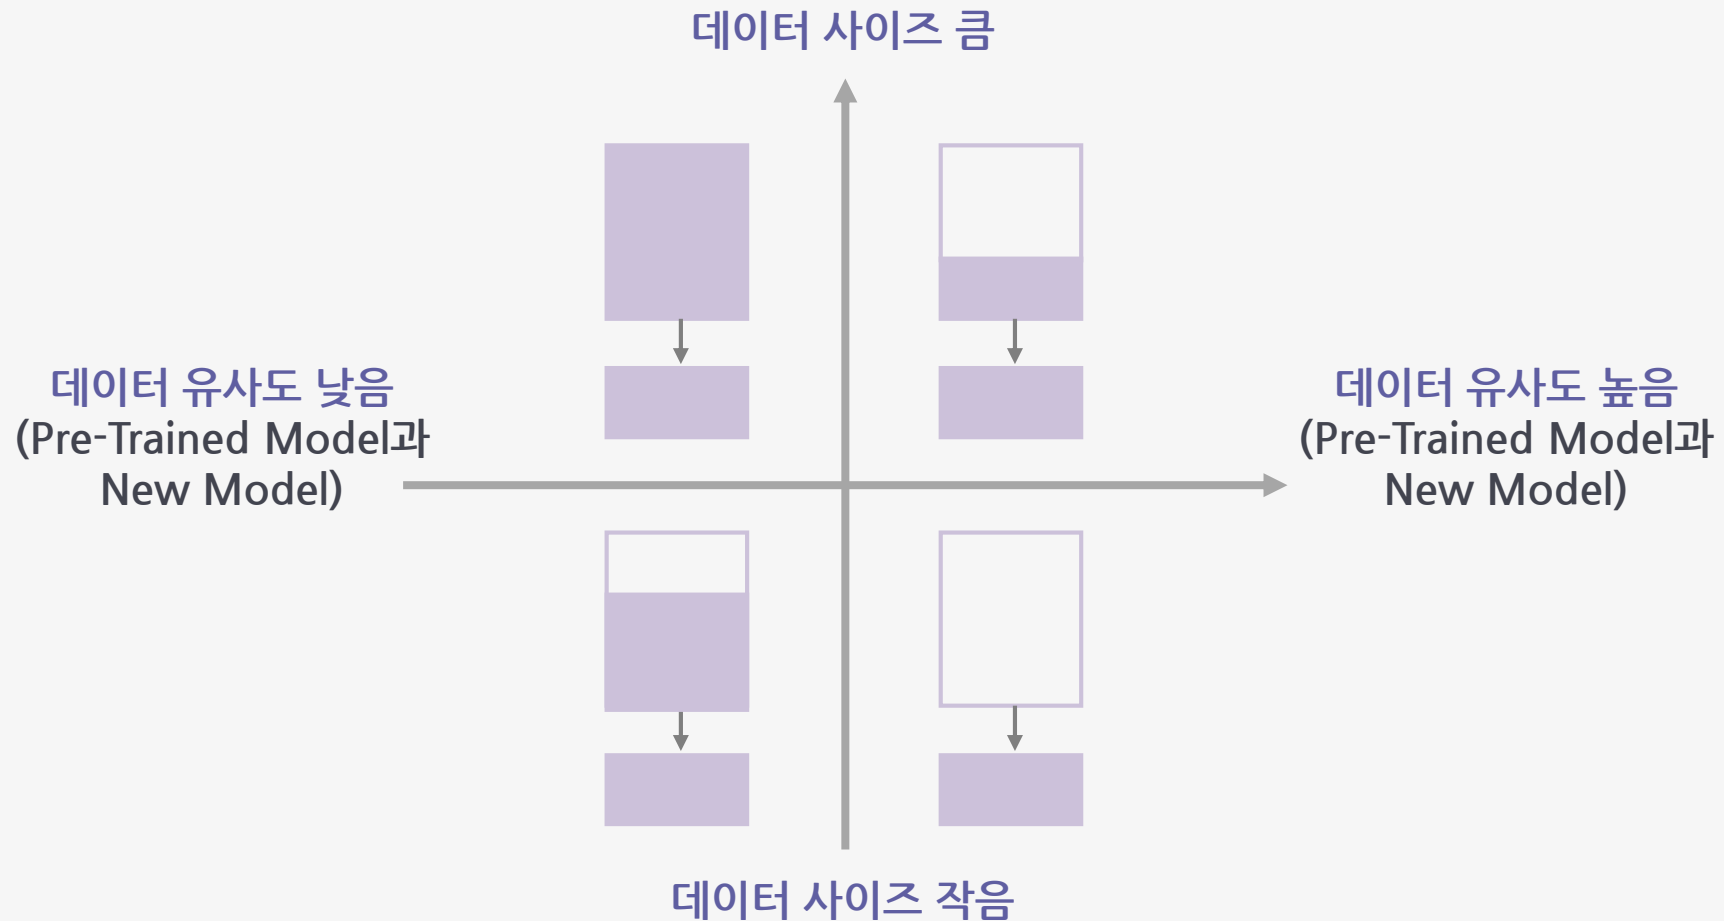 데이터 사이즈 큼
데이터 유사도 낮음
(Pre-Trained Model과
New Model)
데이터 유사도 높음
(Pre-Trained Model과
New Model)
데이터 사이즈 작음